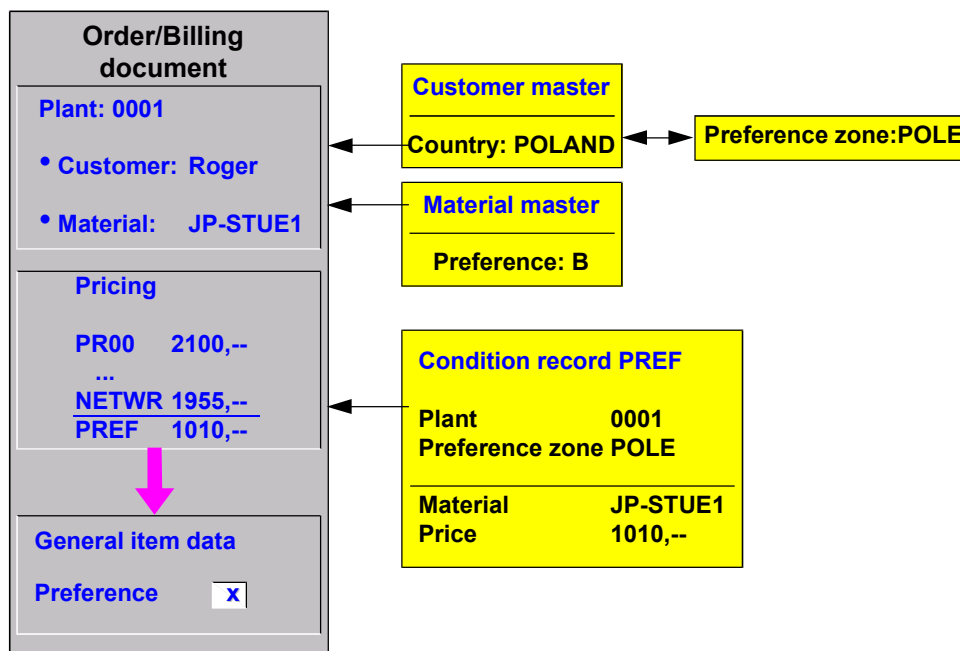 Order/Billing
document
Plant: 0001
• Customer: Roger
• Material: JP-STUE1
Customer master
Country: POLAND
Preference zone:POLE
Material master
Preference: B
Pricing
PR00 2100,--
...
NETWR 1955,--
PREF 1010,--
Condition record PREF
Plant 0001
Preference zone POLE
Material JP-STUE1
Price 1010,--
General item data
Preference x